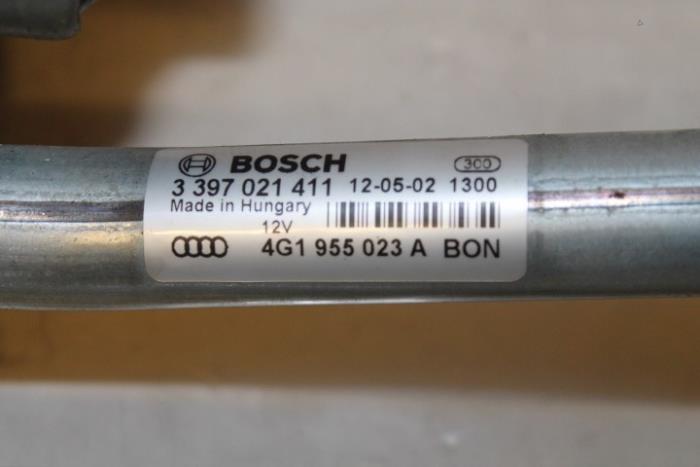 BOSCH 300
3 397 021 411 12-05-02 1300
Made in Hungary
12V
4G1 955 023 A BON